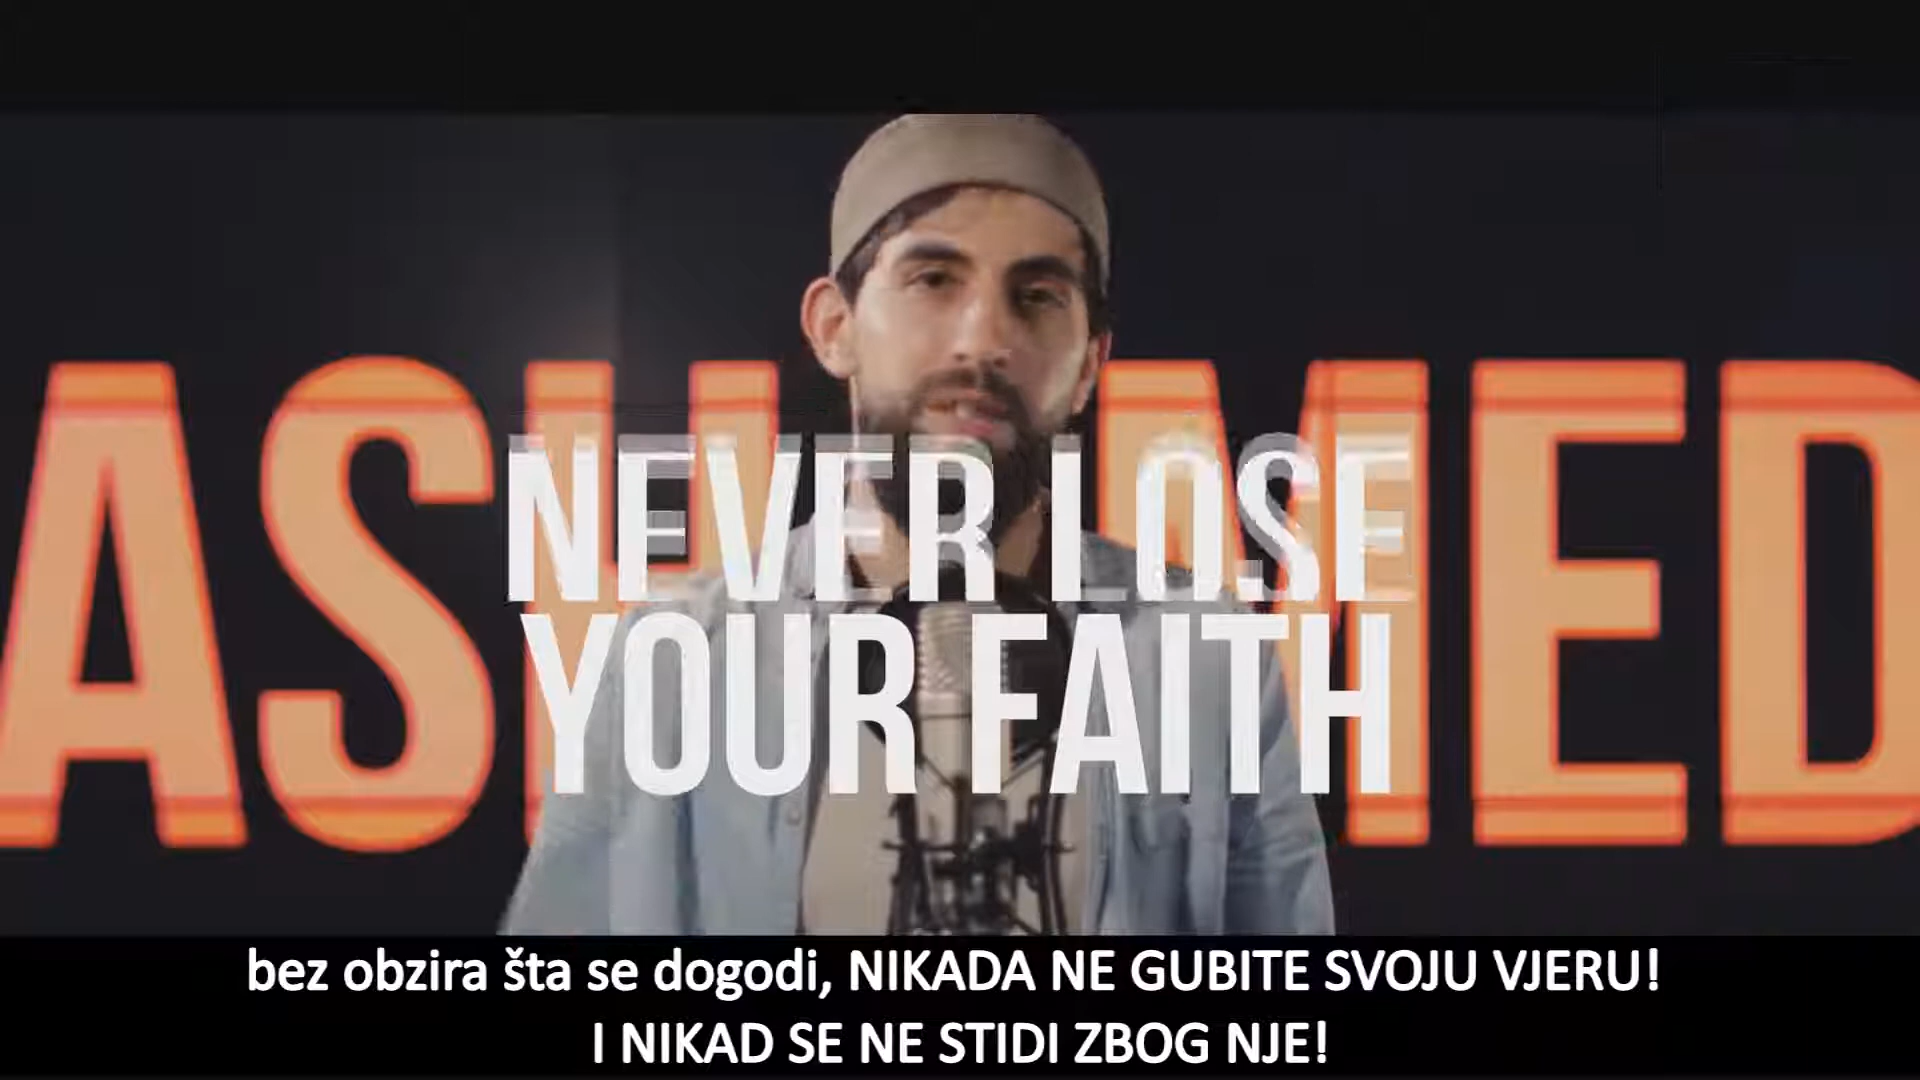 ASHAMED
NEVER LOSE
YOUR FAITH
bez obzira šta se dogodi, NIKADA NE GUBITE SVOJU VJERU!
I NIKAD SE NE STIDI ZBOG NJE!